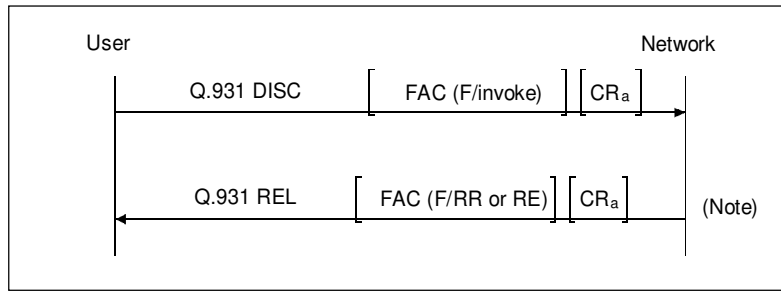 User Network
Q.931 DISC [ FAC (F/invoke) ] [ CRa ]
Q.931 REL [ FAC (F/RR or RE) ] [ CRa ] (Note)